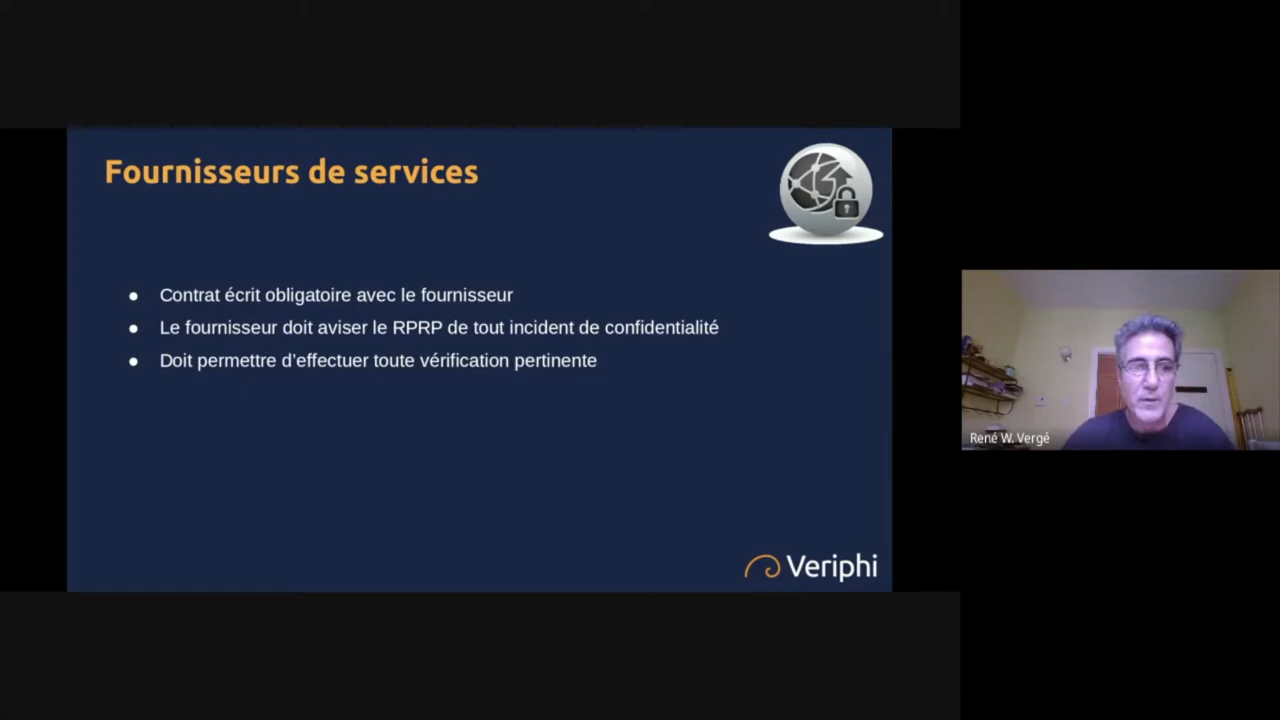 Fournisseurs de services
● Contrat écrit obligatoire avec le fournisseur
● Le fournisseur doit aviser le RPRP de tout incident de confidentialité
● Doit permettre d'effectuer toute vérification pertinente
Veriphi
René W. Vergé